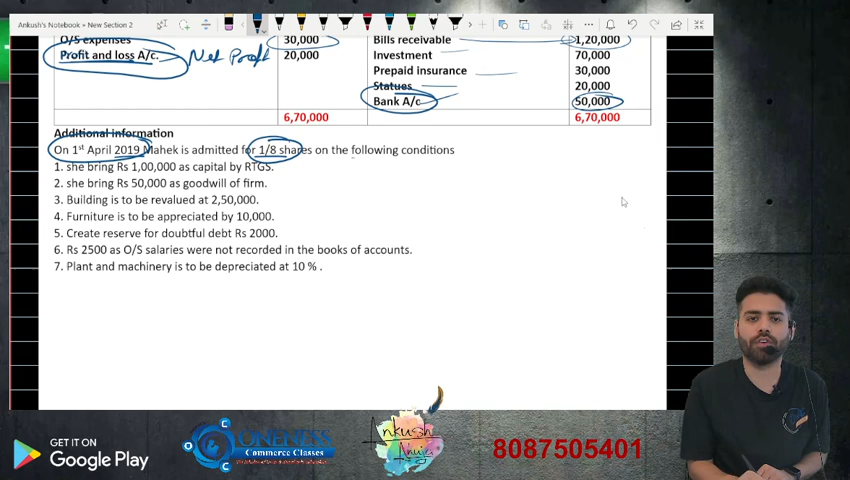 Ankush's Notebook » New Section 2
O/S expenses 30,000 Bills receivable 1,20,000
Profit and loss A/c. Net Profit 20,000 Investment 70,000
Prepaid insurance 30,000
Statues 20,000
Bank A/c 50,000
6,70,000 6,70,000
Additional information
On 1st April 2019 Mahek is admitted for 1/8 shares on the following conditions
1. she bring Rs 1,00,000 as capital by RTGS.
2. she bring Rs 50,000 as goodwill of firm.
3. Building is to be revalued at 2,50,000.
4. Furniture is to be appreciated by 10,000.
5. Create reserve for doubtful debt Rs 2000.
6. Rs 2500 as O/S salaries were not recorded in the books of accounts.
7. Plant and machinery is to be depreciated at 10 % .
GET IT ON
Google Play
O C C
ONENESS
Commerce Classes
Ankush
Ahuja
8087505401